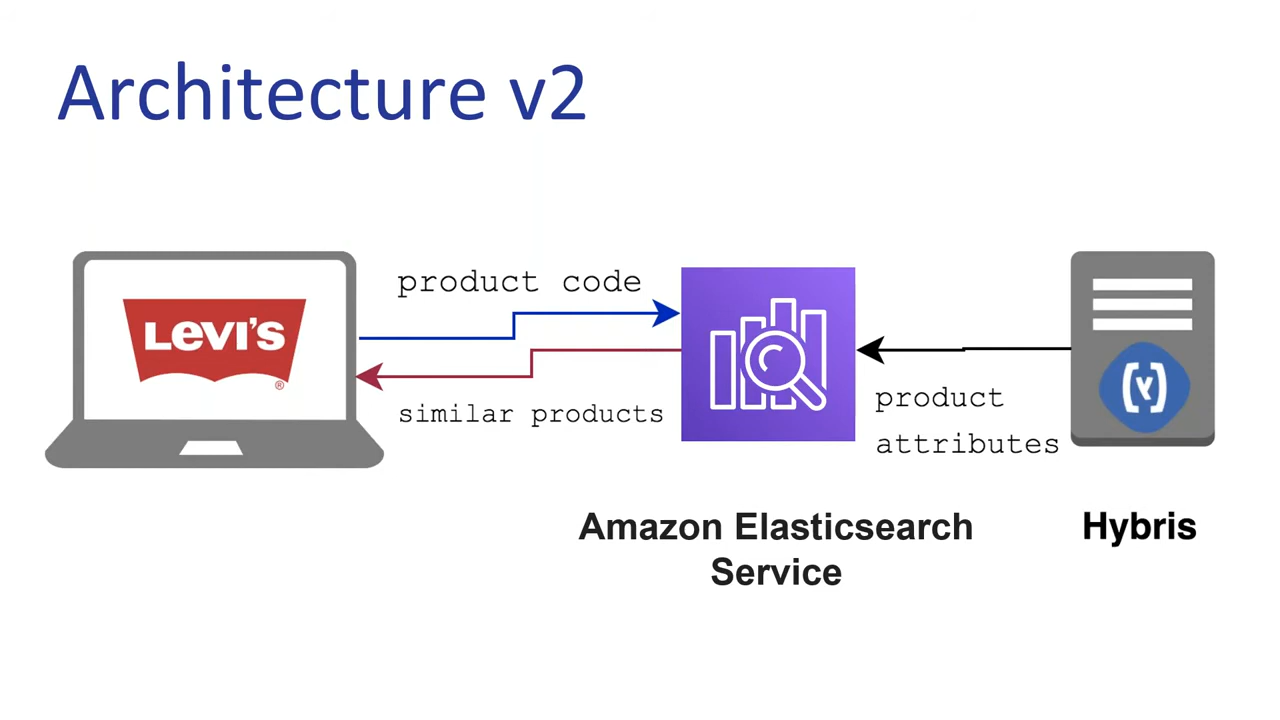 Architecture v2
LEVI'S
®
product code
similar products
product
attributes
Amazon Elasticsearch
Service
Hybris